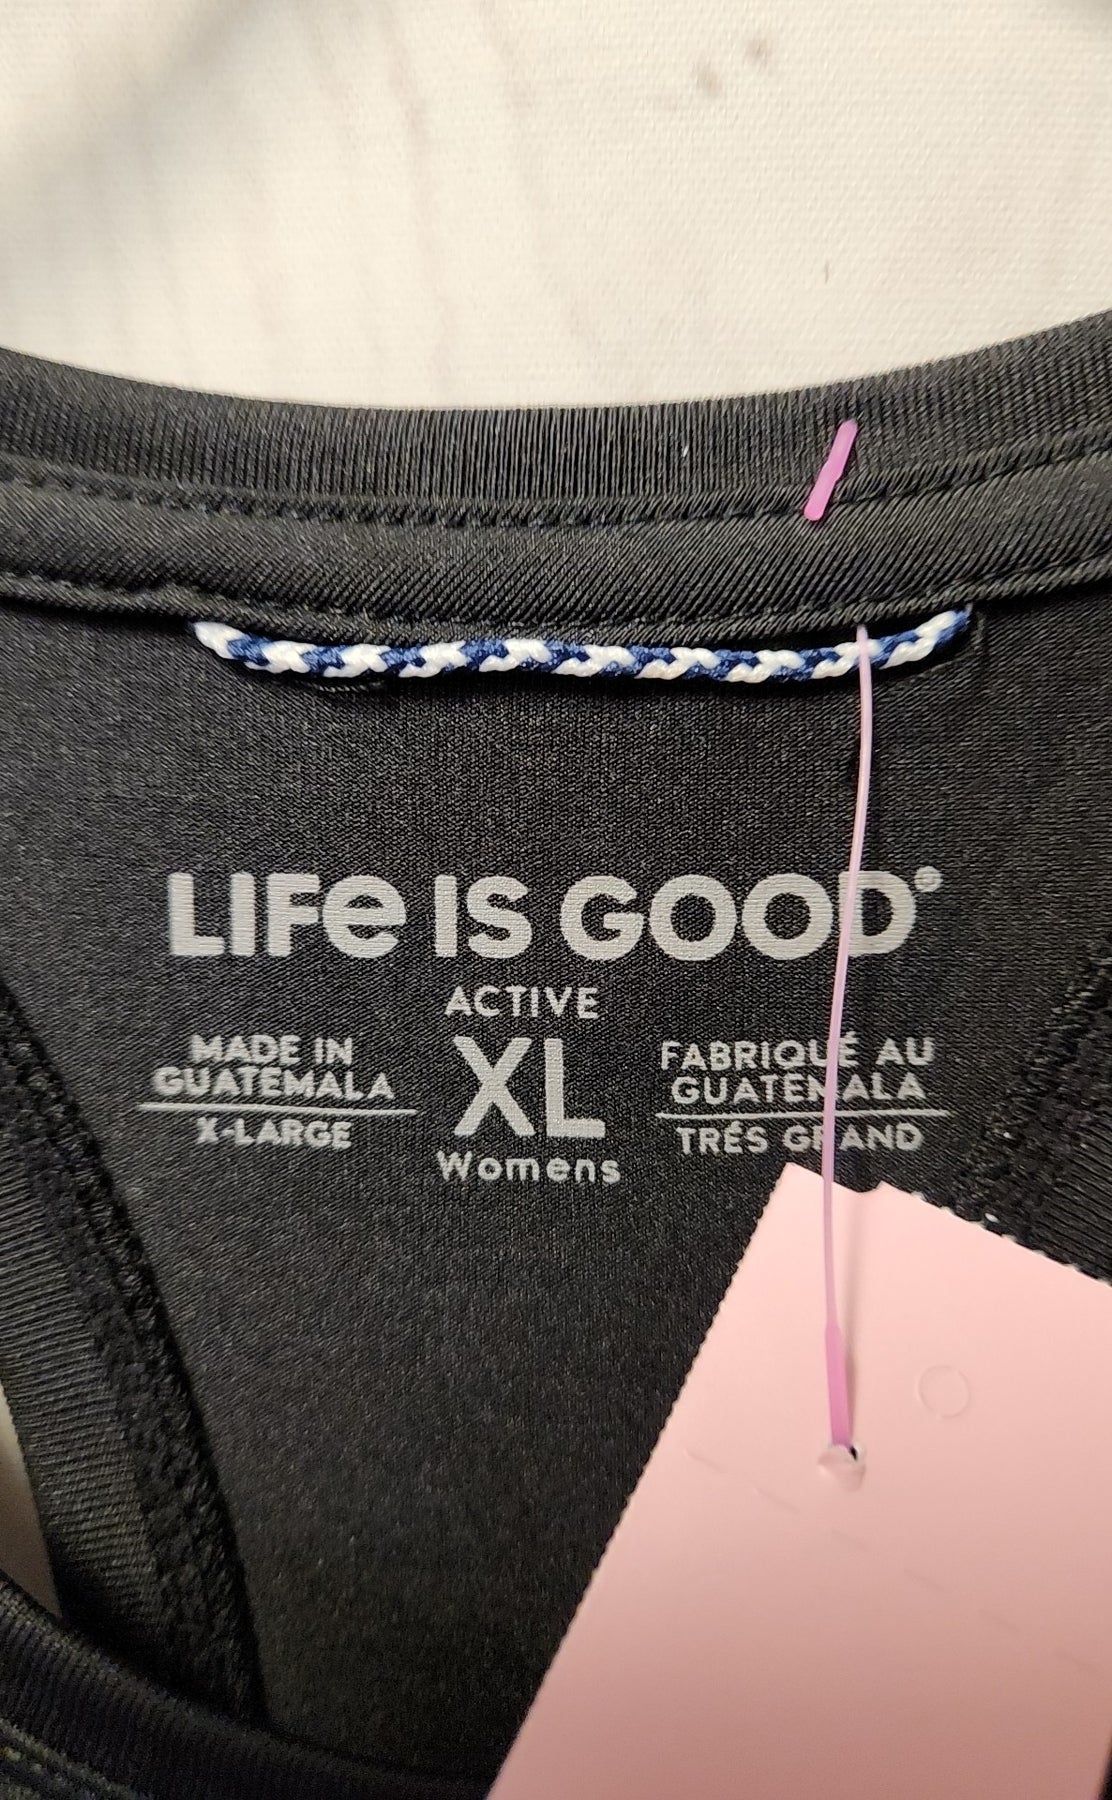 LIFe IS GOOD®
ACTIVE
MADE IN
GUATEMALA
X-LARGE
XL
Womens
FABRIQUÉ AU
GUATEMALA
TRÉS GRAND